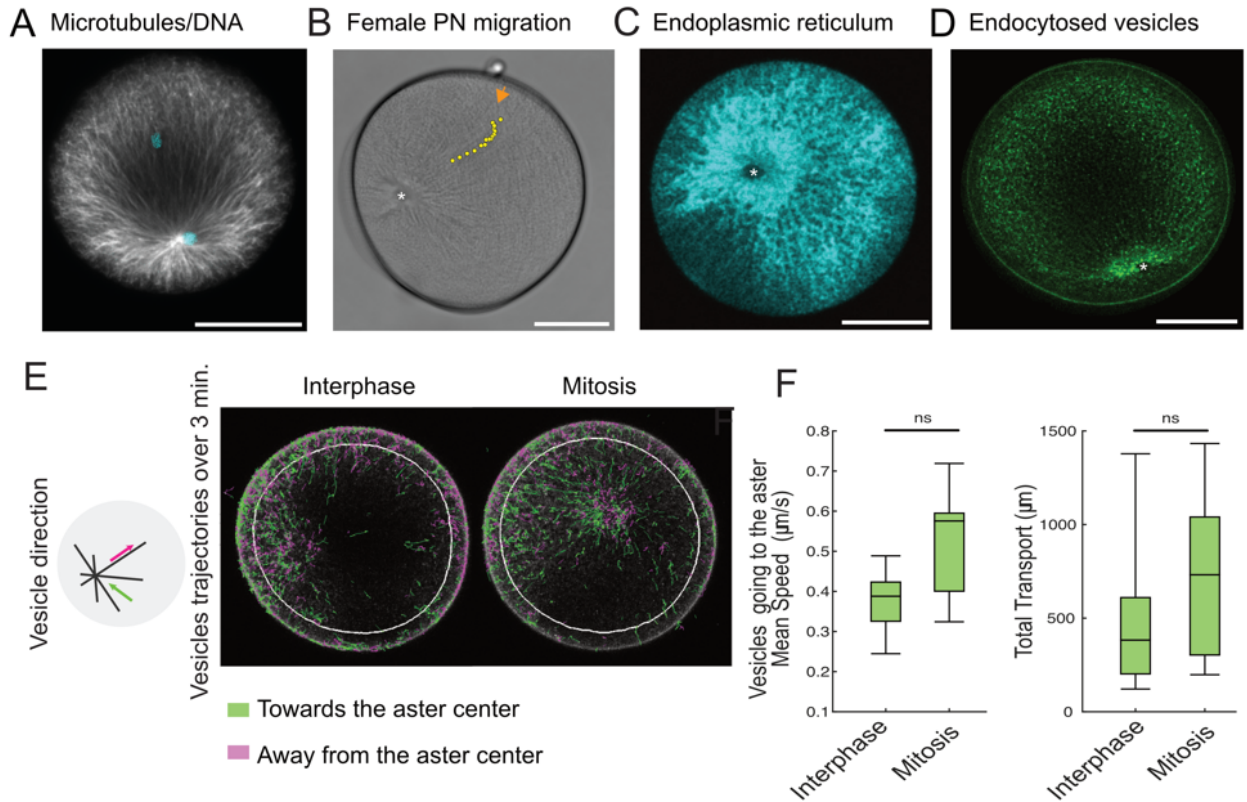 A Microtubules/DNA
B Female PN migration
C Endoplasmic reticulum
D Endocytosed vesicles
*
*
*
E
Vesicle direction
Vesicles trajectories over 3 min.
Interphase
Mitosis
F
Towards the aster center
Away from the aster center
F
ns
Vesicles going to the aster
Mean Speed (µm/s)
0.8
0.7
0.6
0.5
0.4
0.3
0.2
0.1
Interphase
Mitosis
ns
Total Transport (µm)
1500
1000
500
0
Interphase
Mitosis